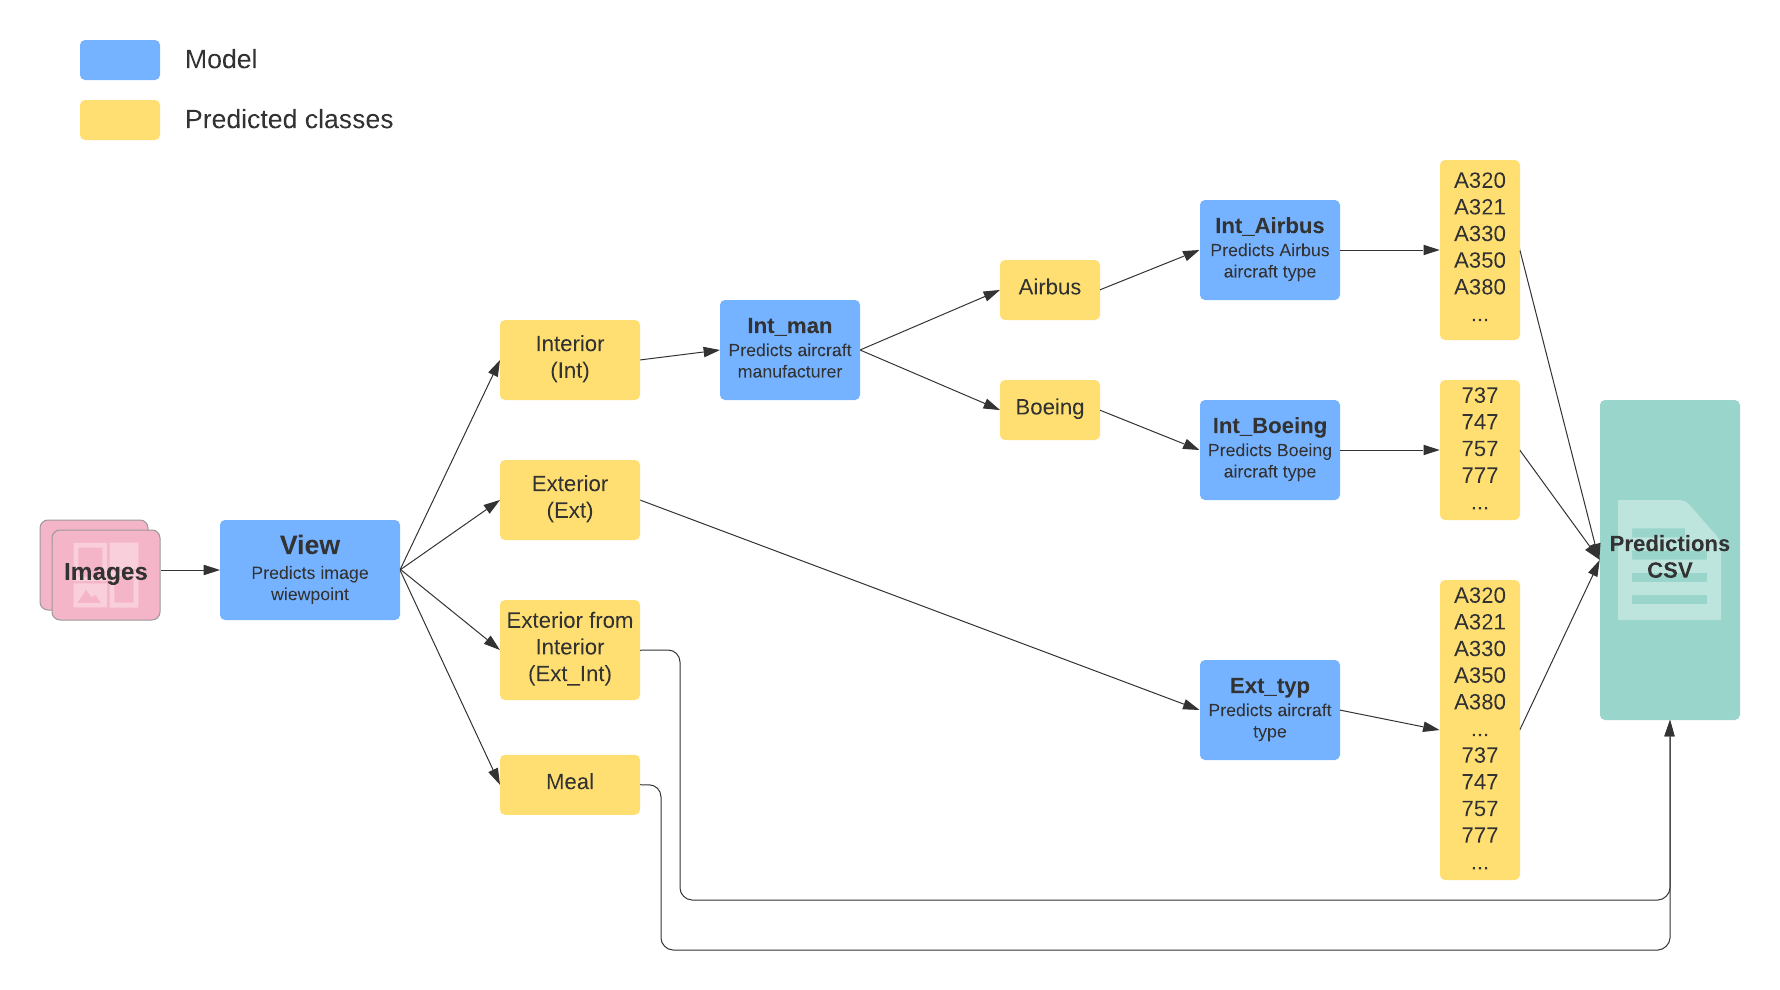 Model
Predicted classes
Images
View
Predicts image
wiewpoint
Interior
(Int)
Exterior
(Ext)
Exterior from
Interior
(Ext_Int)
Meal
Int_man
Predicts aircraft
manufacturer
Airbus
Boeing
Int_Airbus
Predicts Airbus
aircraft type
Int_Boeing
Predicts Boeing
aircraft type
Ext_typ
Predicts aircraft
type
A320
A321
A330
A350
A380
...
737
747
757
777
...
A320
A321
A330
A350
A380
...
737
747
757
777
...
Predictions
CSV